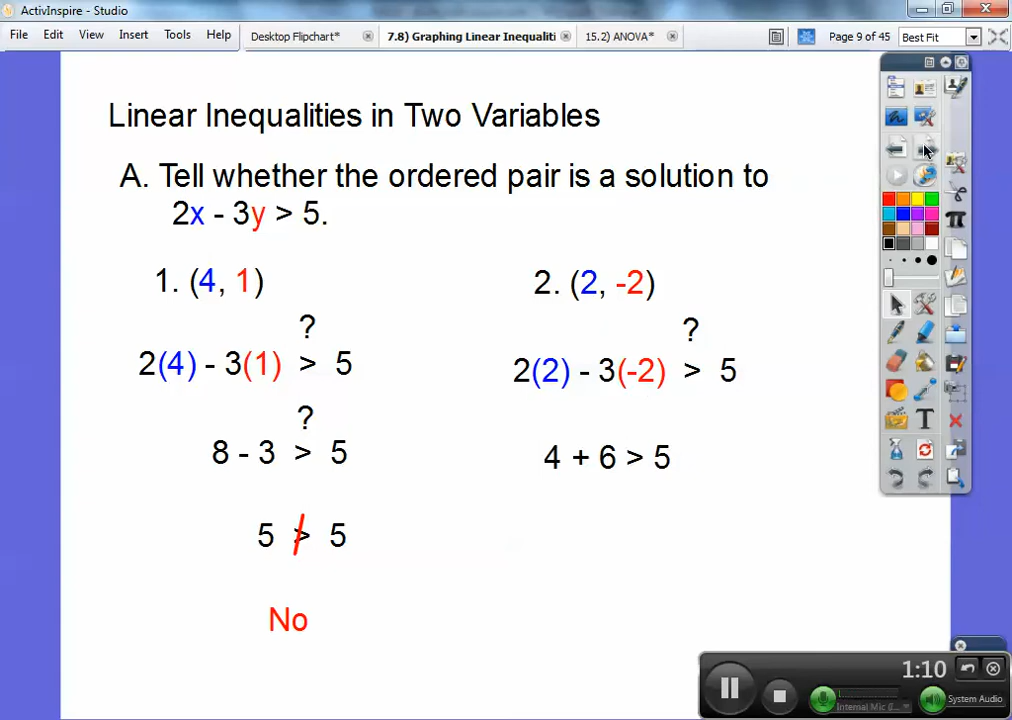 ActivInspire - Studio
File Edit View Insert Tools Help
Desktop Flipchart*
7.8) Graphing Linear Inequaliti
15.2) ANOVA*
Page 9 of 45
Best Fit
Linear Inequalities in Two Variables
A. Tell whether the ordered pair is a solution to
2x - 3y > 5.
1. (4, 1)
?
2(4) - 3(1) > 5
?
8 - 3 > 5
5 ≯ 5
No
2. (2, -2)
?
2(2) - 3(-2) > 5
4 + 6 > 5
1:10
Internal Mic (I...
System Audio